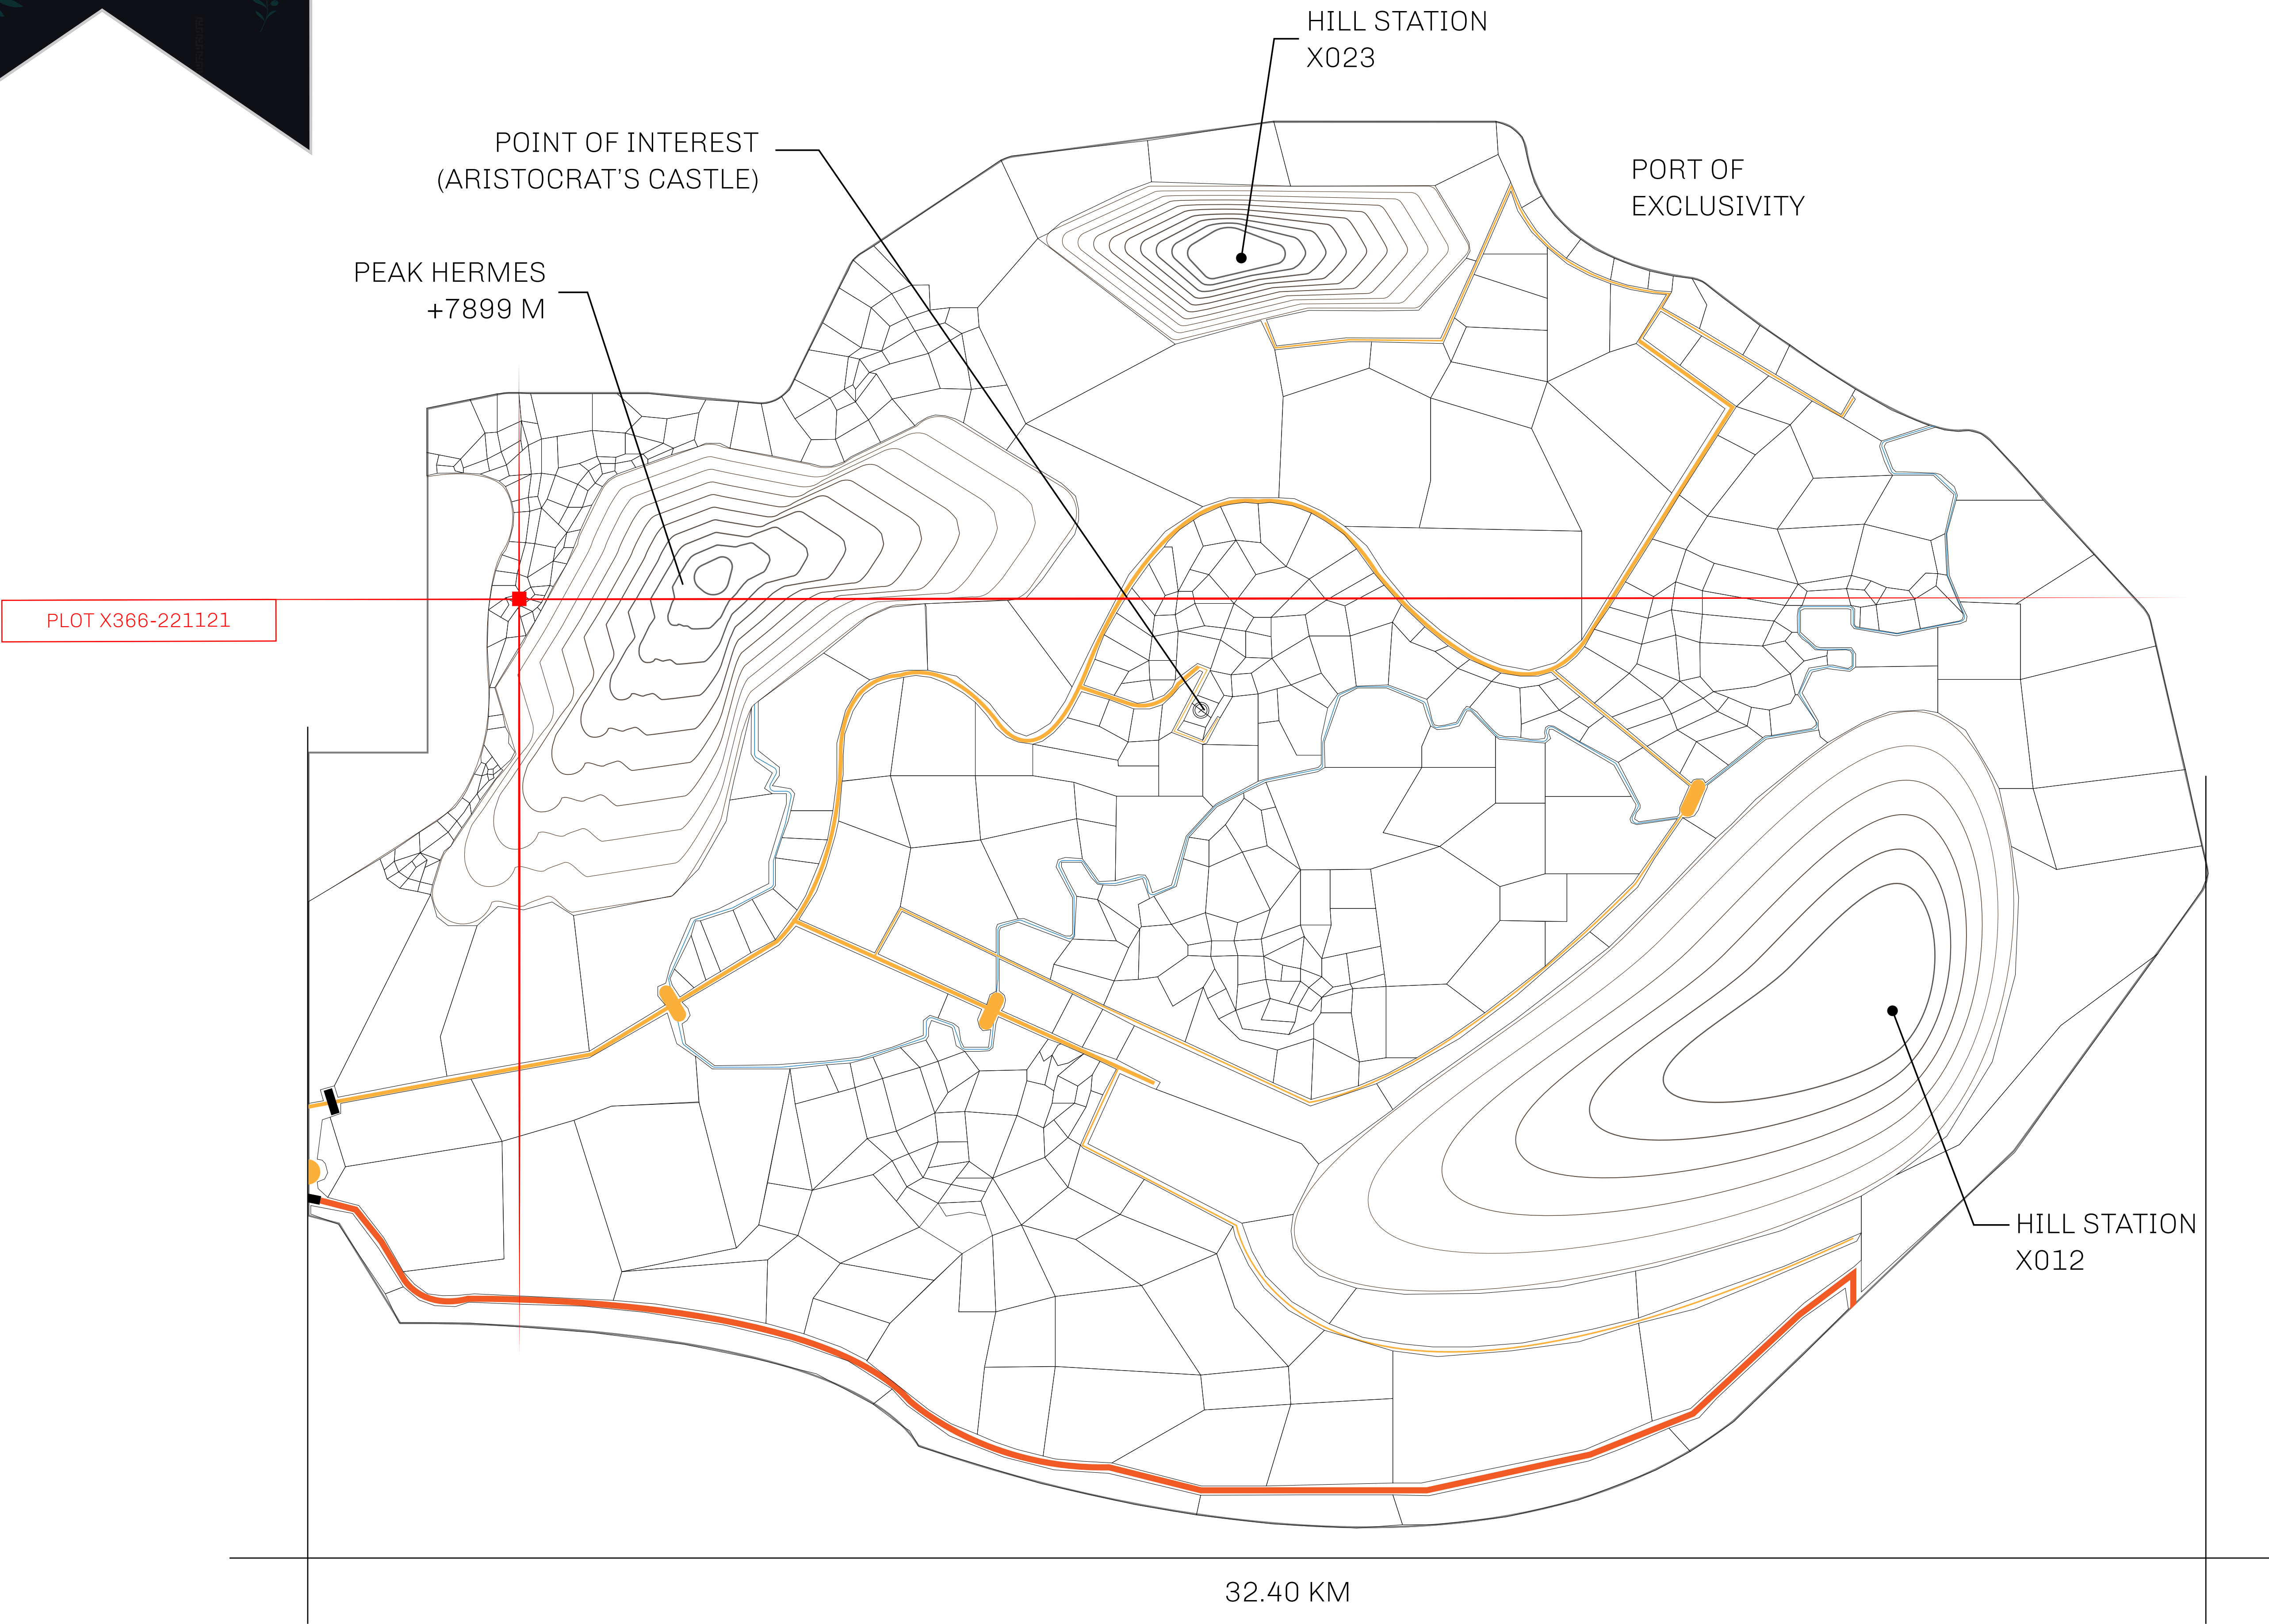 HILL STATION
X023
POINT OF INTEREST
(ARISTOCRAT'S CASTLE)
PORT OF
EXCLUSIVITY
PEAK HERMES
+7899 M
PLOT X366-221121
HILL STATION
X012
32.40 KM